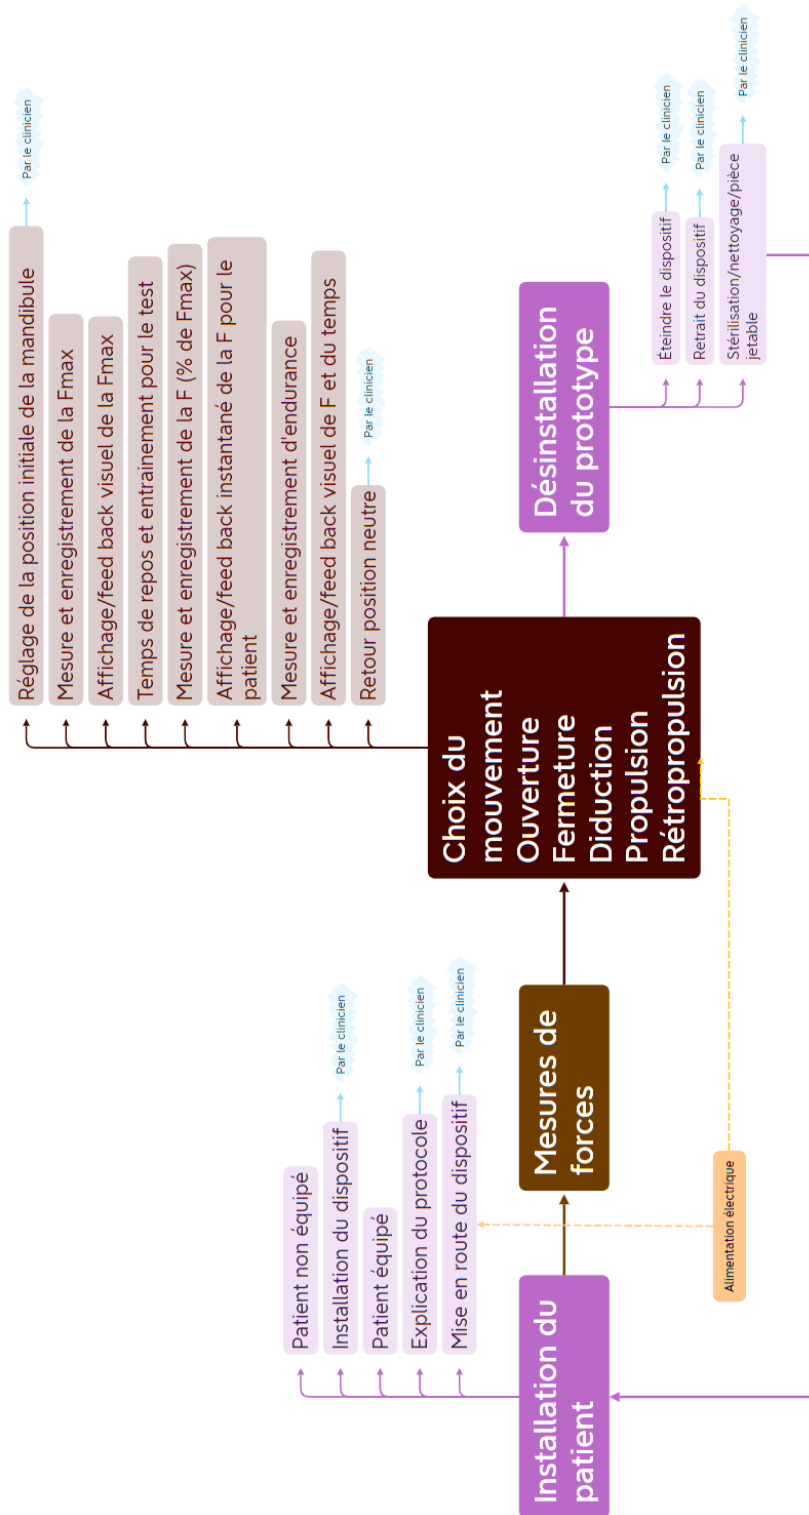 Patient non équipé
Installation du dispositif
Par le clinicien
Patient équipé
Explication du protocole
Par le clinicien
Mise en route du dispositif
Par le clinicien
Installation du
patient
Alimentation électrique
Mesures de
forces
Réglage de la position initiale de la mandibule
Par le clinicien
Mesure et enregistrement de la Fmax
Affichage/feed back visuel de la Fmax
Temps de repos et entrainement pour le test
Mesure et enregistrement de la F (% de Fmax)
Affichage/feed back instantané de la F pour le
patient
Mesure et enregistrement d'endurance
Affichage/feed back visuel de F et du temps
Retour position neutre
Par le clinicien
Choix du
mouvement
Ouverture
Fermeture
Diduction
Propulsion
Rétropropulsion
Désinstallation
du prototype
Éteindre le dispositif
Par le clinicien
Retrait du dispositif
Par le clinicien
Stérilisation/nettoyage/pièce
jetable
Par le clinicien